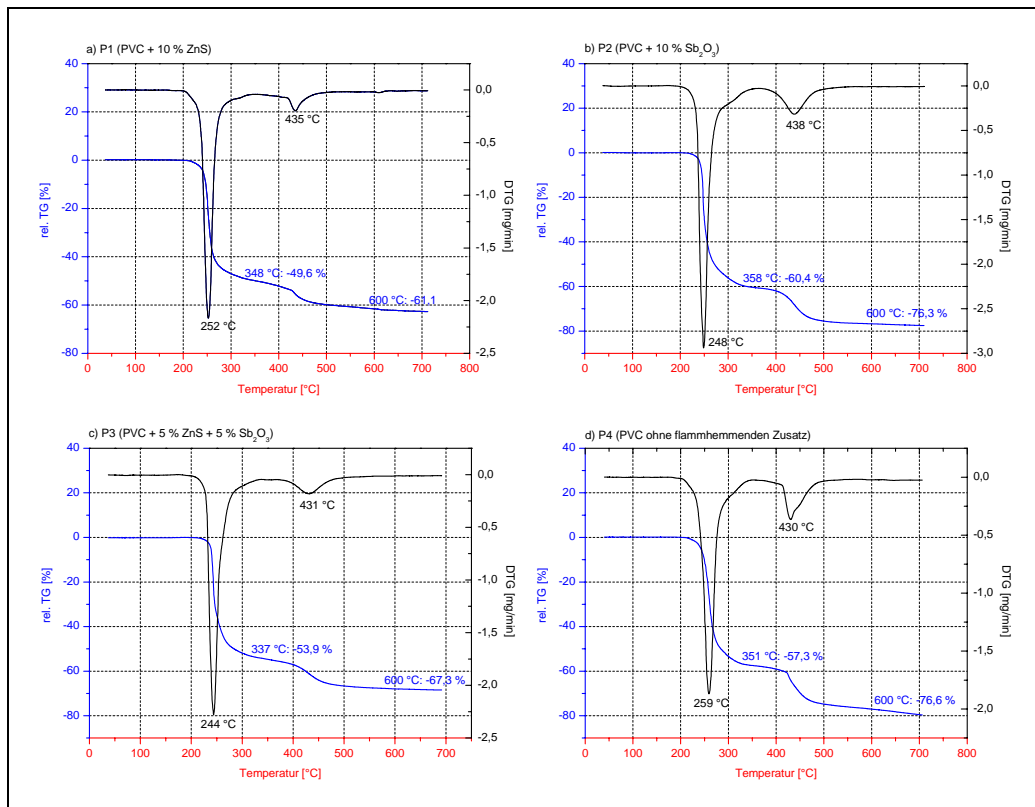 a) P1 (PVC + 10 % ZnS)
40
20
0
-20
-40
-60
-80
rel. TG [%]
0,0
-0,5
-1,0
-1,5
-2,0
-2,5
DTG [mg/min]
435 °C
348 °C: -49,6 %
600 °C: -61,1
252 °C
0 100 200 300 400 500 600 700 800
Temperatur [°C]
b) P2 (PVC + 10 % Sb₂O₃)
40
20
0
-20
-40
-60
-80
rel. TG [%]
0,0
-0,5
-1,0
-1,5
-2,0
-2,5
-3,0
DTG [mg/min]
438 °C
358 °C: -60,4 %
600 °C: -76,3 %
248 °C
0 100 200 300 400 500 600 700 800
Temperatur [°C]
c) P3 (PVC + 5 % ZnS + 5 % Sb₂O₃)
40
20
0
-20
-40
-60
-80
rel. TG [%]
0,0
-0,5
-1,0
-1,5
-2,0
-2,5
DTG [mg/min]
431 °C
337 °C: -53,9 %
600 °C: -67,3 %
244 °C
0 100 200 300 400 500 600 700
Temperatur [°C]
d) P4 (PVC ohne flammhemmenden Zusatz)
40
20
0
-20
-40
-60
-80
rel. TG [%]
0,0
-0,5
-1,0
-1,5
-2,0
DTG [mg/min]
430 °C
351 °C: -57,3 %
600 °C: -76,6 %
259 °C
0 100 200 300 400 500 600 700 800
Temperatur [°C]